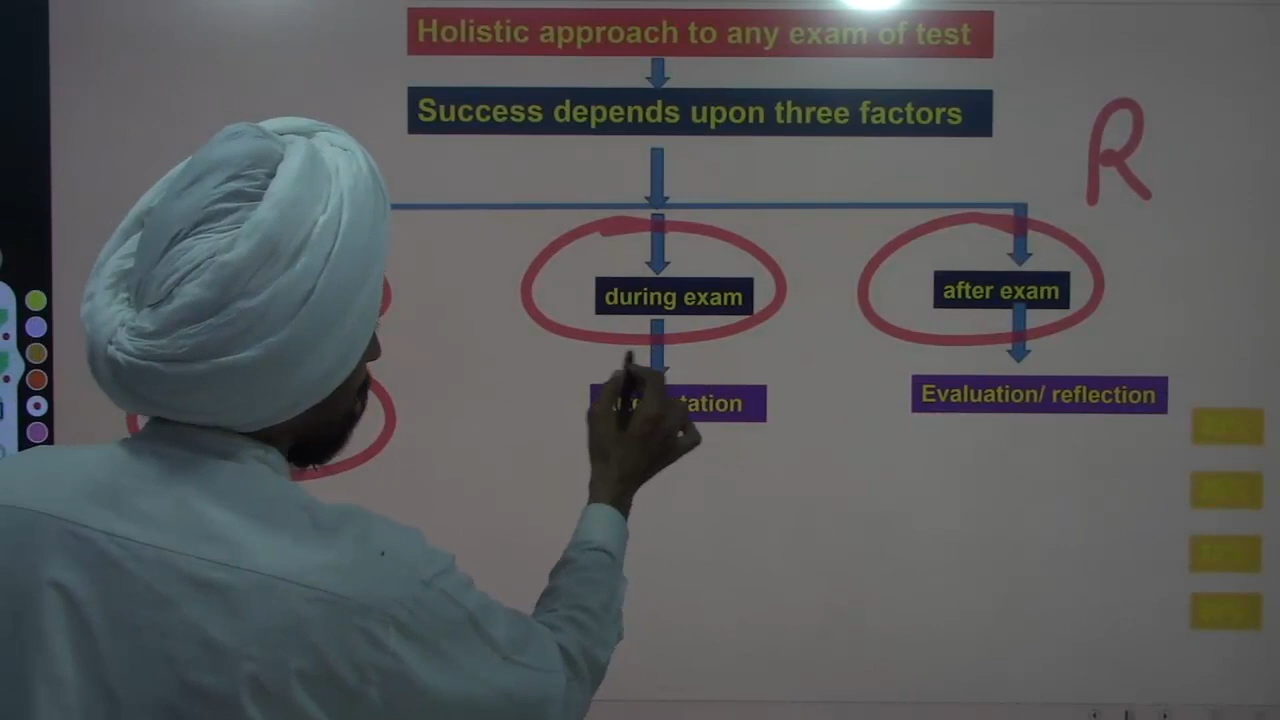 Holistic approach to any exam of test
Success depends upon three factors
R
during exam
after exam
Evaluation/ reflection